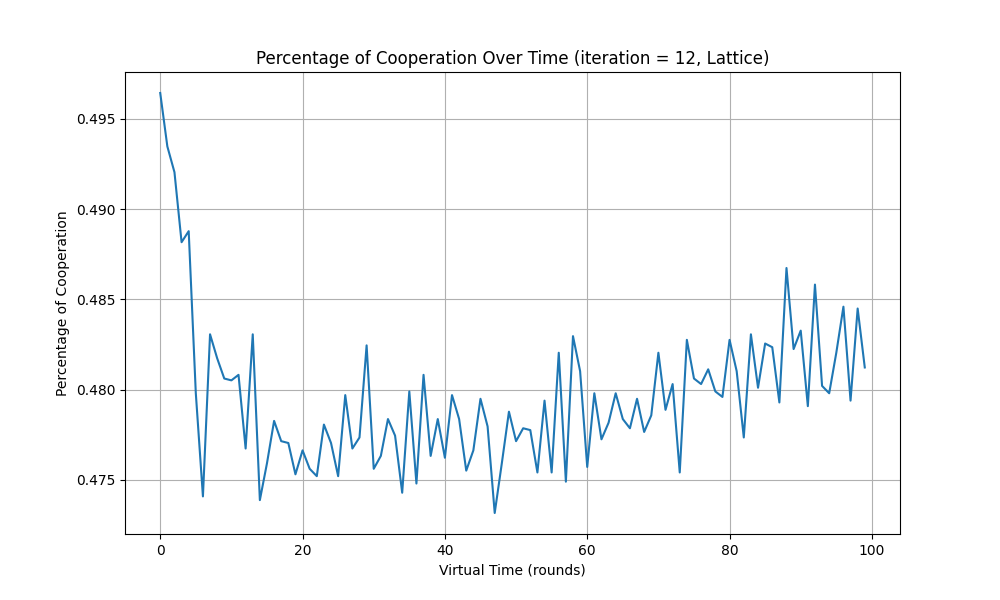 Percentage of Cooperation Over Time (iteration = 12, Lattice)
Percentage of Cooperation
0.495
0.490
0.485
0.480
0.475
0 20 40 60 80 100
Virtual Time (rounds)